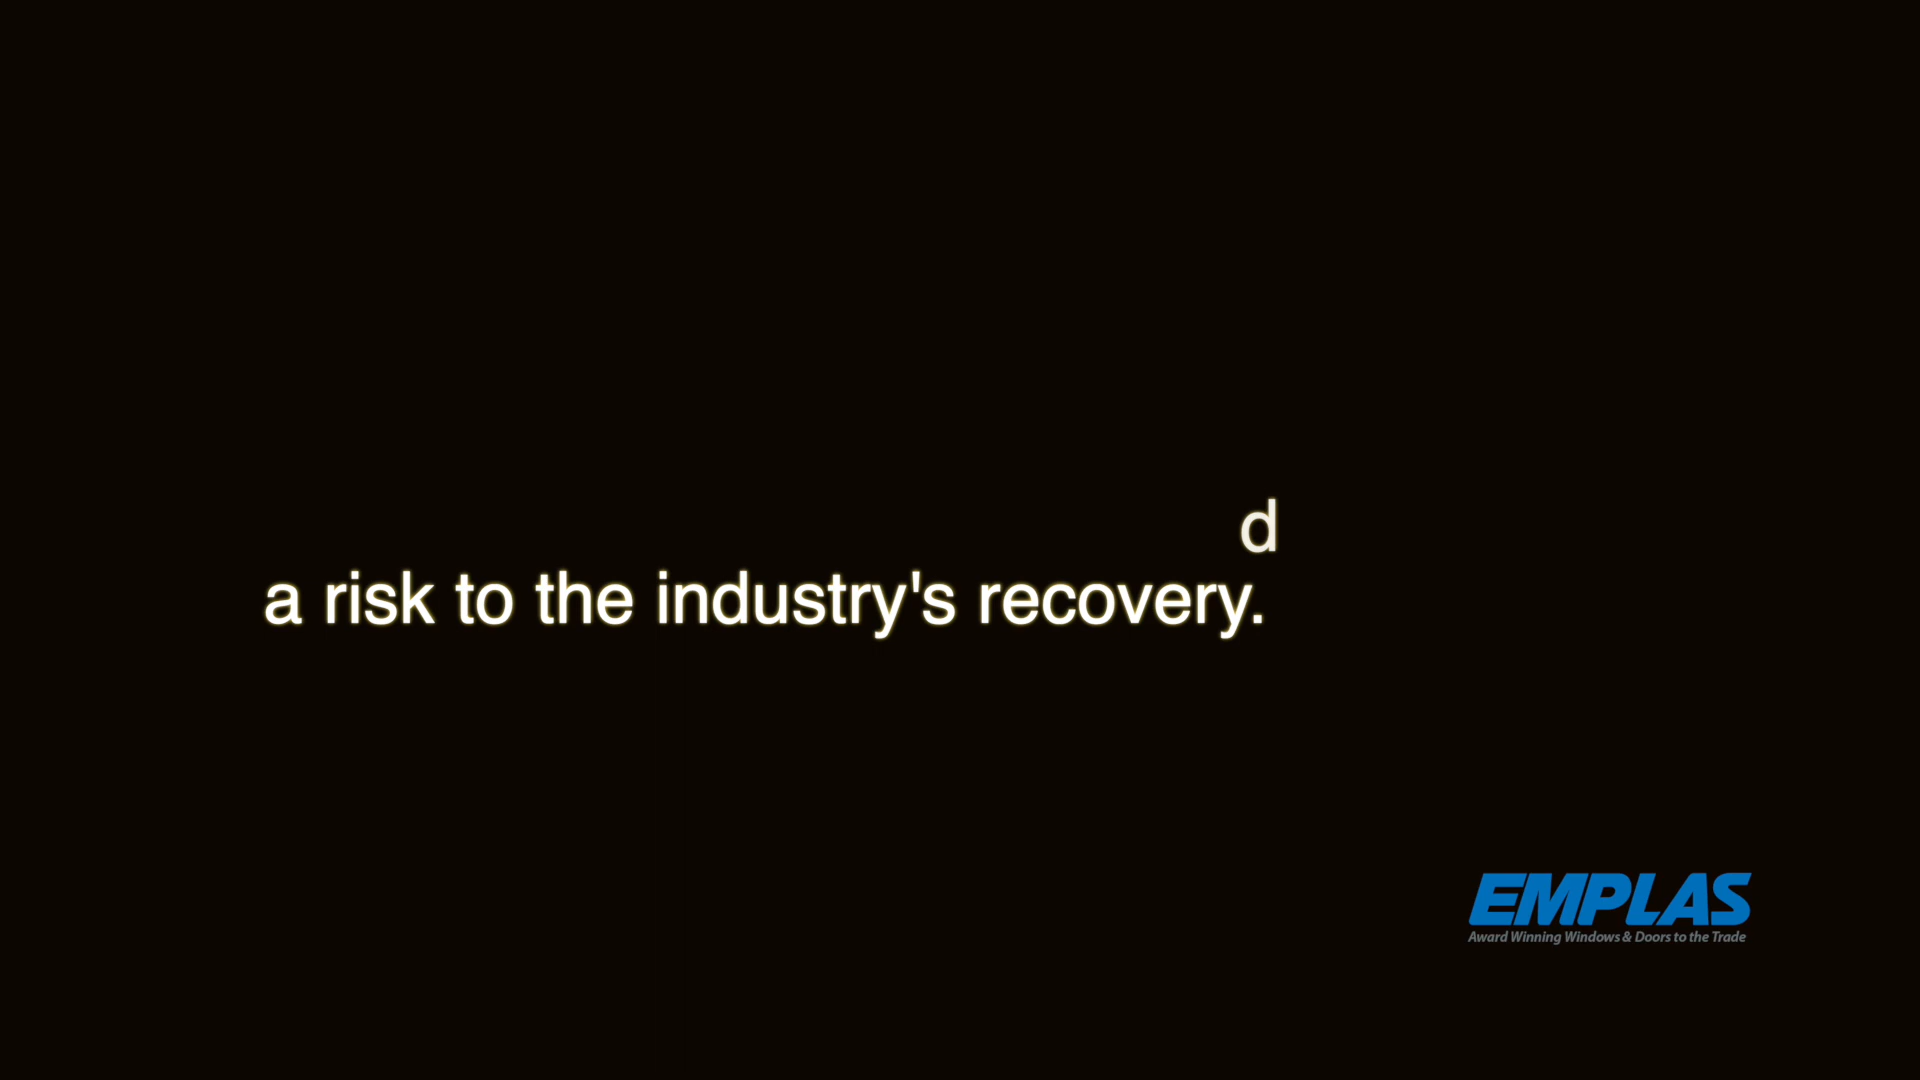 d
a risk to the industry's recovery.
EMPLAS
Award Winning Windows & Doors to the Trade